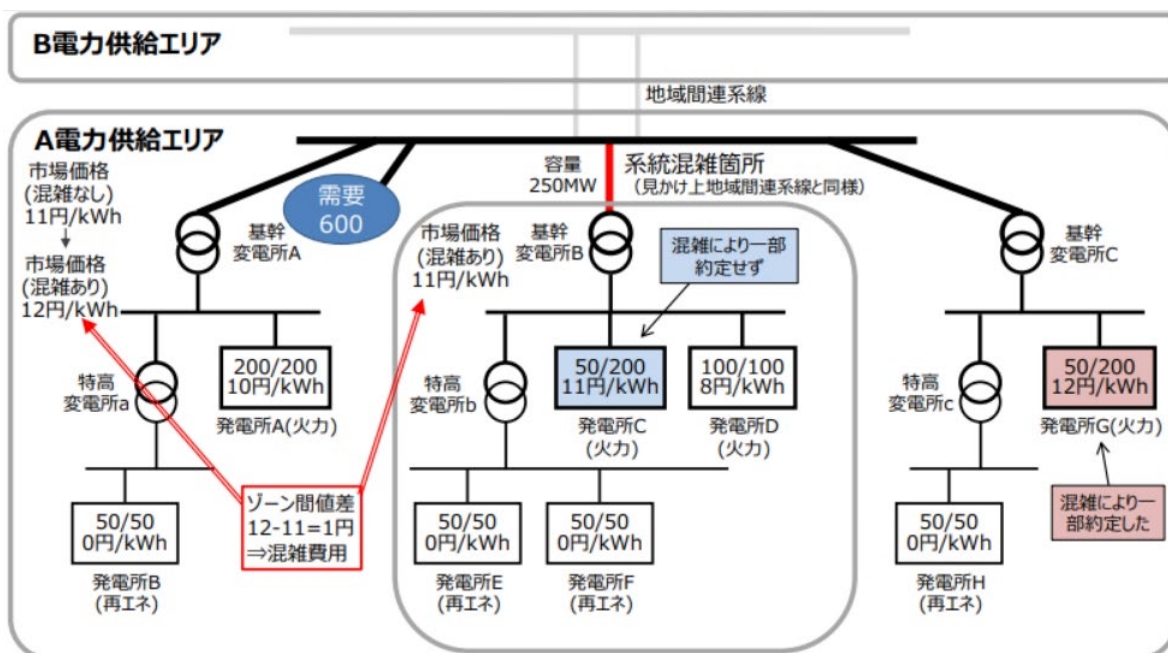 B電力供給エリア
地域間連系線
A電力供給エリア
市場価格
(混雑なし)
11円/kWh
市場価格
(混雑あり)
12円/kWh
需要
600
容量
250MW
系統混雑箇所
(見かけ上地域間連系線と同様)
基幹
変電所A
市場価格
(混雑あり)
11円/kWh
基幹
変電所B
混雑により一部
約定せず
基幹
変電所C
特高
変電所a
200/200
10円/kWh
発電所A(火力)
特高
変電所b
50/200
11円/kWh
発電所C
(火力)
100/100
8円/kWh
発電所D
(火力)
特高
変電所c
50/200
12円/kWh
発電所G(火力)
ゾーン間値差
12-11=1円
⇒混雑費用
混雑により一
部約定した
50/50
0円/kWh
発電所B
(再エネ)
50/50
0円/kWh
発電所E
(再エネ)
50/50
0円/kWh
発電所F
(再エネ)
50/50
0円/kWh
発電所H
(再エネ)